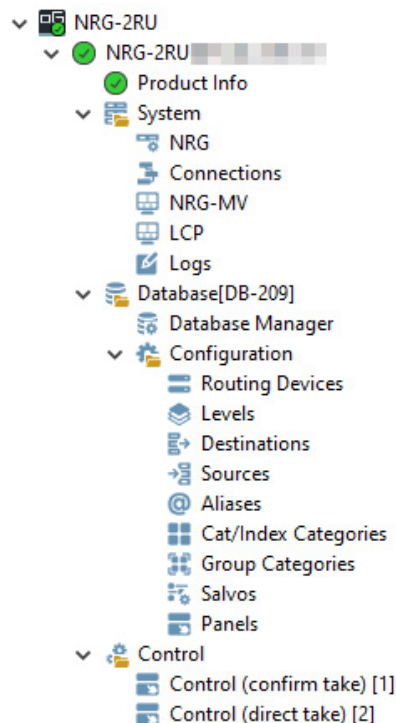 NRG-2RU
NRG-2RU
Product Info
System
NRG
Connections
NRG-MV
LCP
Logs
Database[DB-209]
Database Manager
Configuration
Routing Devices
Levels
Destinations
Sources
Aliases
Cat/Index Categories
Group Categories
Salvos
Panels
Control
Control (confirm take) [1]
Control (direct take) [2]